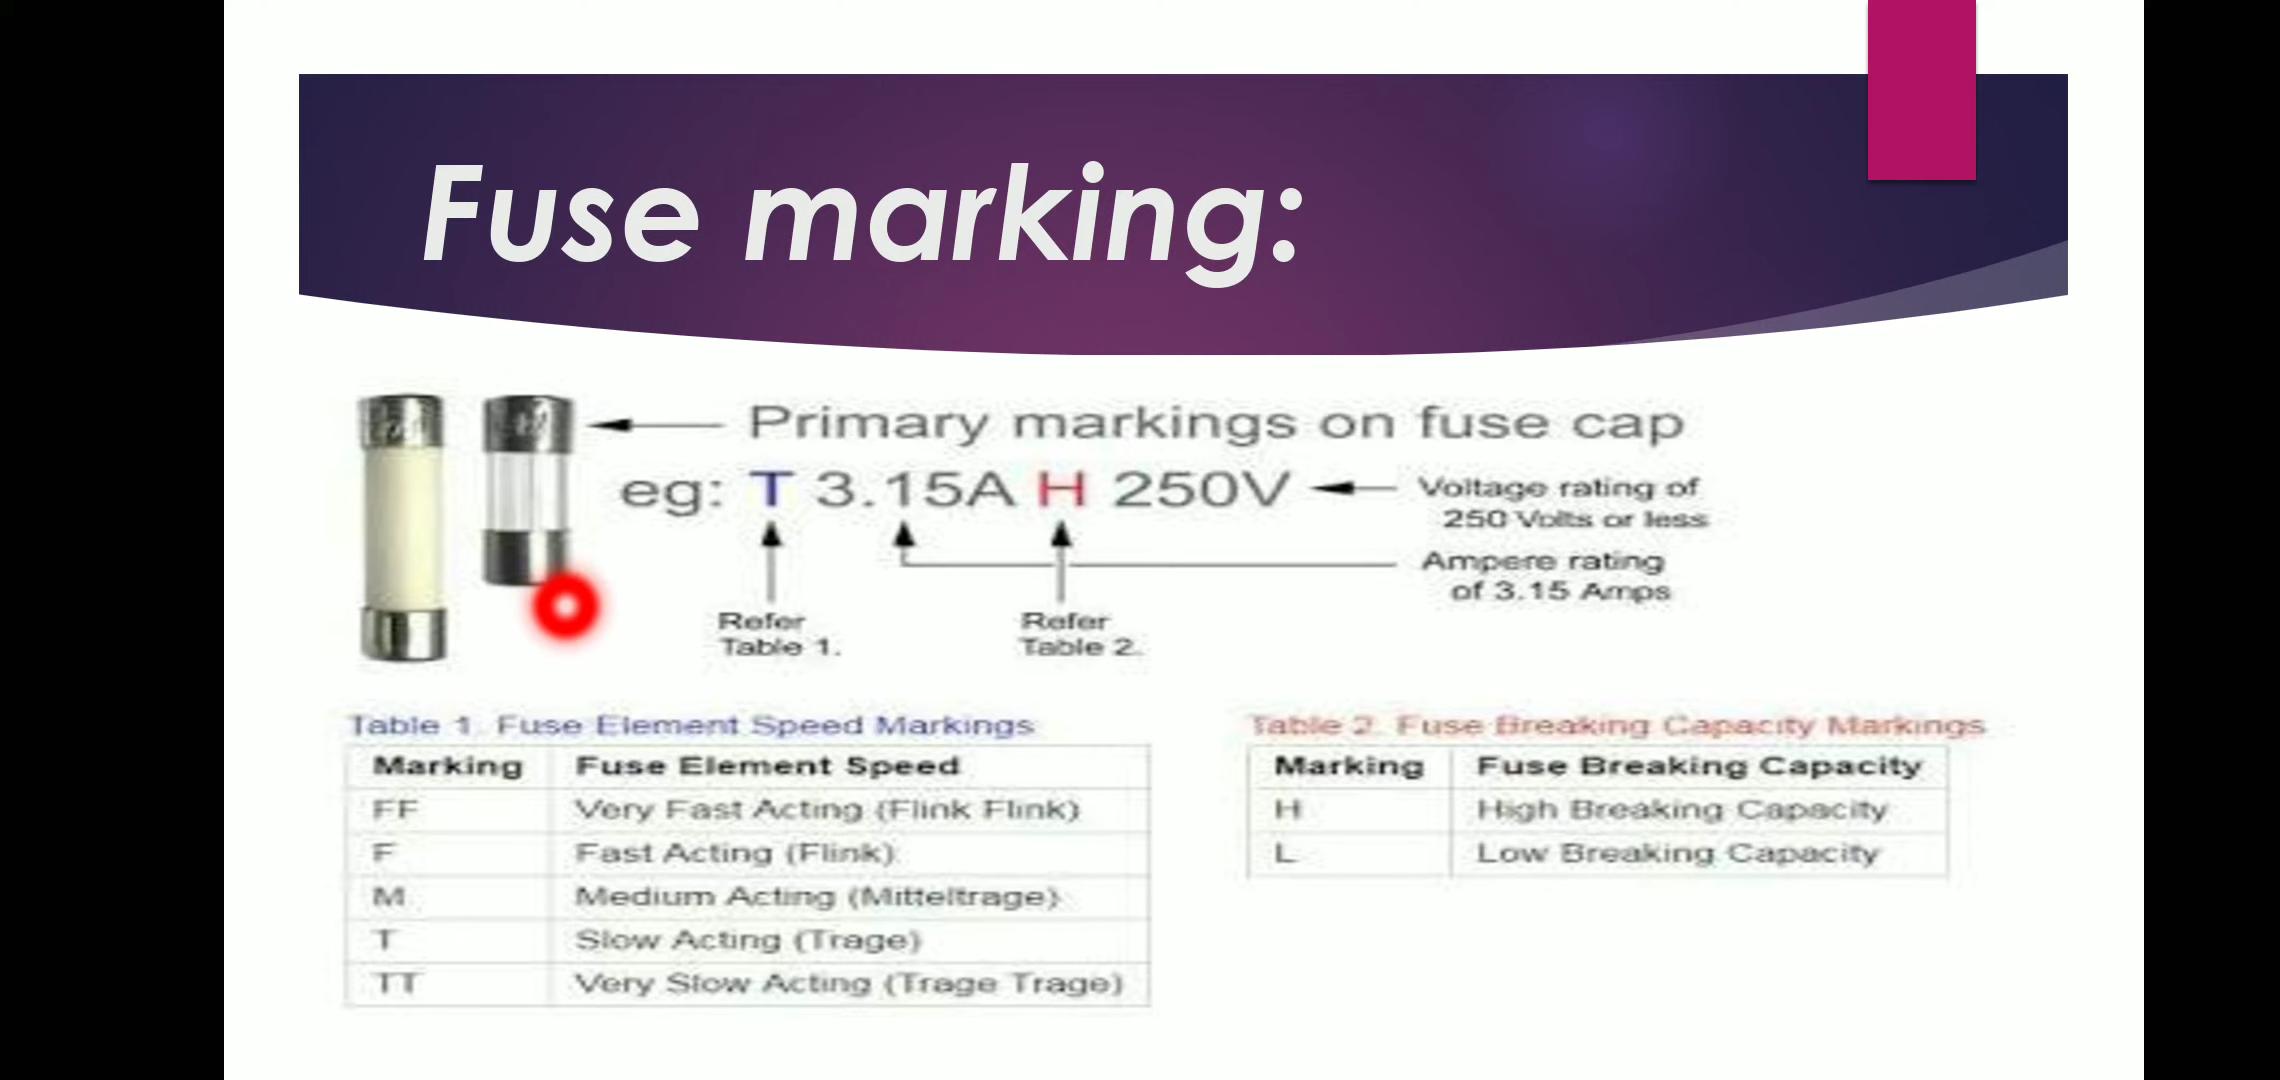 Fuse marking:
Primary markings on fuse cap
eg: T 3.15A H 250V
Voltage rating of
250 Volts or less
Ampere rating
of 3.15 Amps
Refer
Table 1.
Refer
Table 2.
Table 1. Fuse Element Speed Markings
Marking Fuse Element Speed
FF Very Fast Acting (Flink Flink)
F Fast Acting (Flink)
M Medium Acting (Mitteltrage)
T Slow Acting (Trage)
TT Very Slow Acting (Trage Trage)
Table 2. Fuse Breaking Capacity Markings
Marking Fuse Breaking Capacity
H High Breaking Capacity
L Low Breaking Capacity